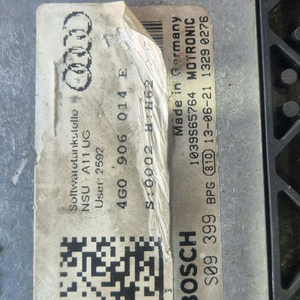 Softwaretankstelle
NSU - A11 UG
User: 2592
4G0 906 014 E
S:0002 H:H62
Made in Germany
1039S65764 MOTRONIC
BPG 81D 13-06-21 1329 0276
BOSCH
S09 399